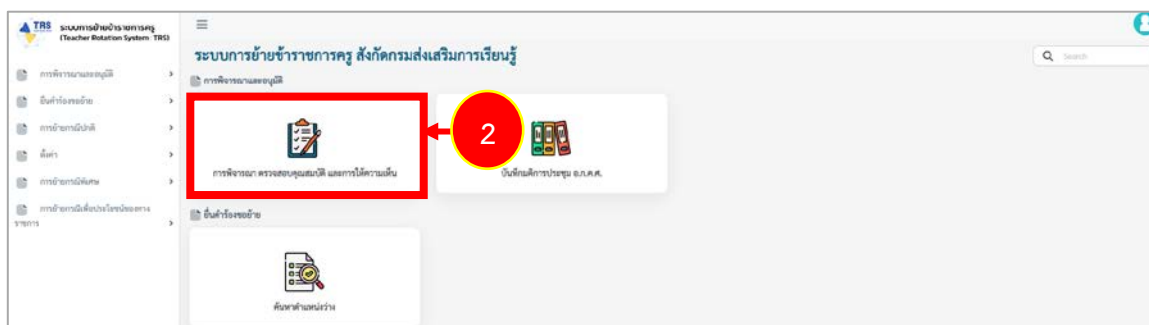 TRS ระบบการย้ายข้าราชการครู
(Teacher Rotation System : TRS)
ระบบการย้ายข้าราชการครู สังกัดกรมส่งเสริมการเรียนรู้
Search
การพิจารณาและอนุมัติ
การพิจารณาและอนุมัติ
ยื่นคำร้องขอย้าย
การย้ายกรณีปกติ
ตั้งค่า
การย้ายกรณีพิเศษ
การย้ายกรณีเพื่อประโยชน์ของทาง
ราชการ
2
การพิจารณา ตรวจสอบคุณสมบัติ และการให้ความเห็น
บันทึกมติการประชุม อ.ก.ค.ศ.
ยื่นคำร้องขอย้าย
ค้นหาตำแหน่งว่าง